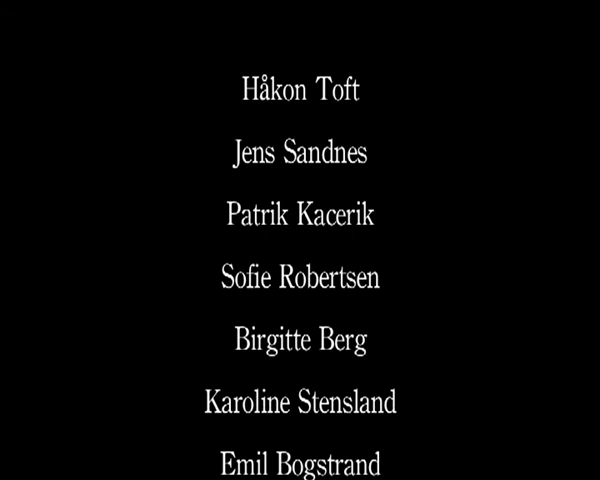 Håkon Toft
Jens Sandnes
Patrik Kacerik
Sofie Robertsen
Birgitte Berg
Karoline Stensland
Emil Bogstrand